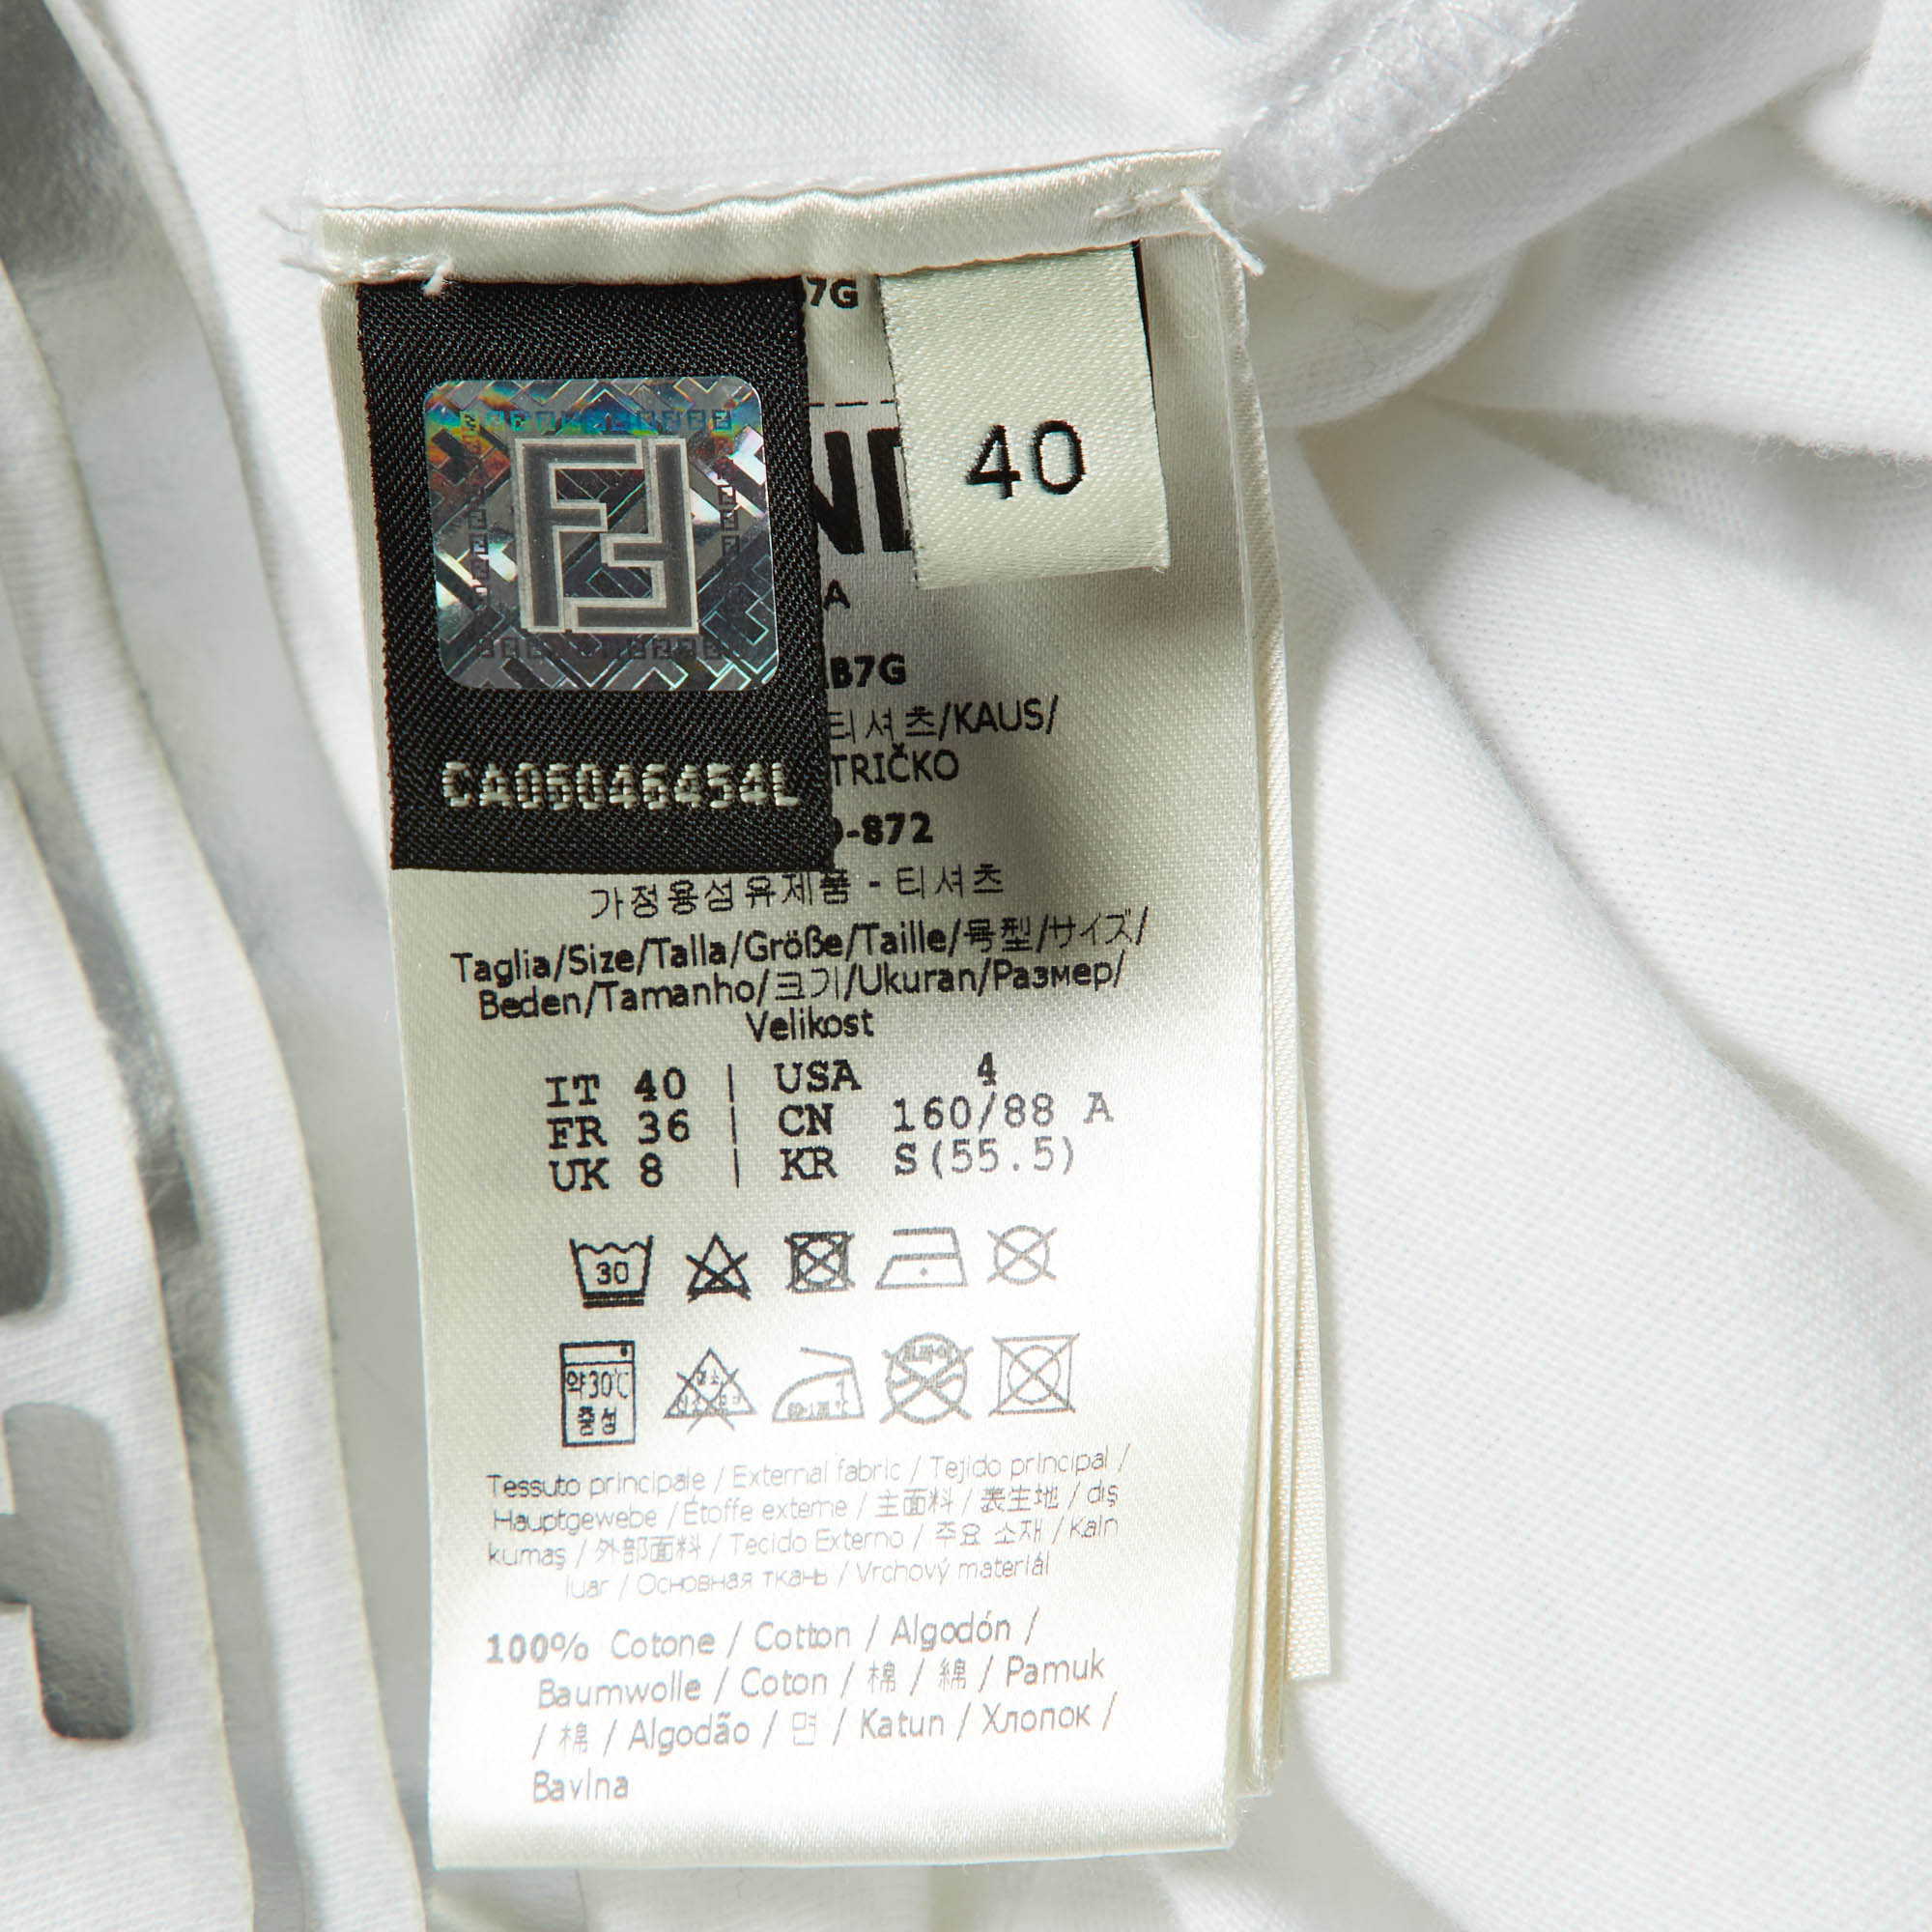 7G
40
CA05046454L
B7G
티셔츠/KAUS/
TRIČKO
-872
가정용섬유제품 - 티셔츠
Taglia/Size/Talla/Größe/Taille/号型/サイズ/
Beden/Tamanho/크기/Ukuran/Размер/
Velikost
IT 40 | USA 4
FR 36 | CN 160/88 A
UK 8 | KR S(55.5)
30
약30℃
중성
Tessuto principale / External fabric / Tejido principal /
Hauptgewebe / Étoffe externe / 主面料 / 表生地 / dış
kumaş / 外部面料 / Tecido Externo / 주요 소재 / Kain
luar / Основная ткань / Vrchový materiál
100% Cotone / Cotton / Algodón /
Baumwolle / Coton / 棉 / 綿 / Pamuk
/ 棉 / Algodão / 면 / Katun / Хлопок /
Bavlna